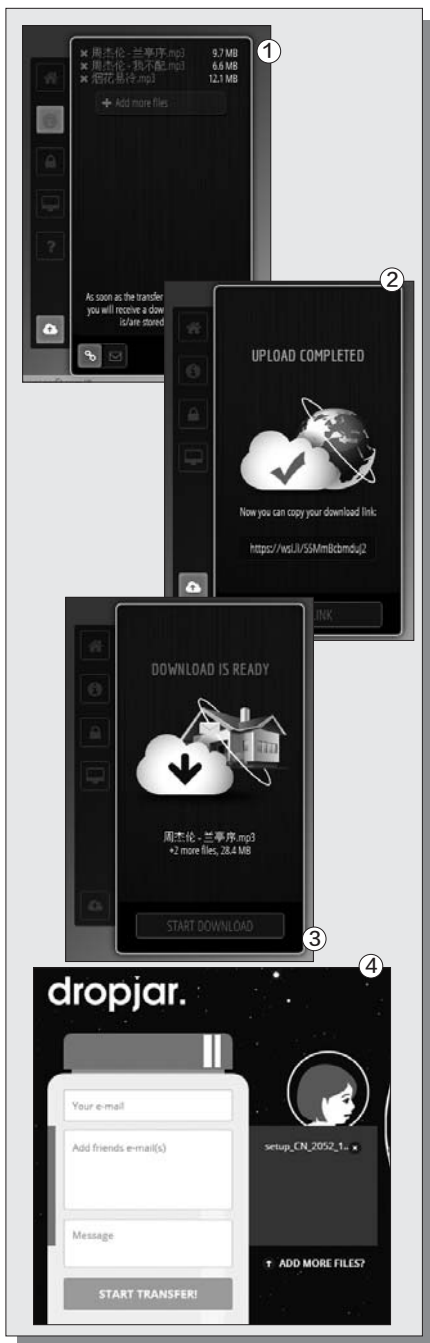 ①
✖ 周杰伦 - 兰亭序.mp3 9.7 MB
✖ 周杰伦 - 我不配.mp3 6.6 MB
✖ 烟花易冷.mp3 12.1 MB
+ Add more files
As soon as the transfer
you will receive a dow
is/are stored
②
UPLOAD COMPLETED
Now you can copy your download link:
https://wsi.li/5SMmBcbmduJ2
INK
DOWNLOAD IS READY
周杰伦 - 兰亭序.mp3
+2 more files, 28.4 MB
START DOWNLOAD
③
④
dropjar.
Your e-mail
Add friends e-mail(s)
setup_CN_2052_1..
Message
ADD MORE FILES?
START TRANSFER!